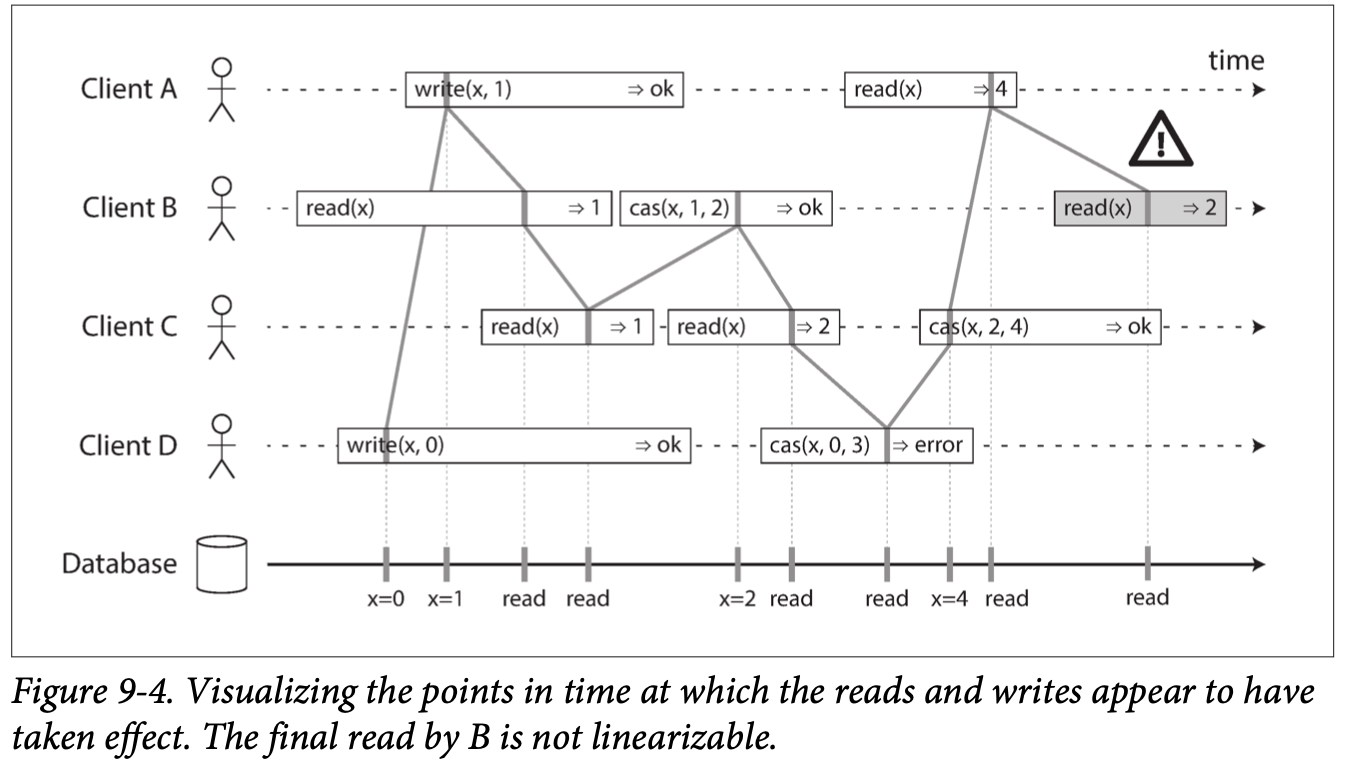 time
Client A
write(x, 1) ⇒ ok
read(x) ⇒ 4
!
Client B
read(x) ⇒ 1
cas(x, 1, 2) ⇒ ok
read(x) ⇒ 2
Client C
read(x) ⇒ 1
read(x) ⇒ 2
cas(x, 2, 4) ⇒ ok
Client D
write(x, 0) ⇒ ok
cas(x, 0, 3) ⇒ error
Database
x=0 x=1 read read x=2 read read x=4 read read
Figure 9-4. Visualizing the points in time at which the reads and writes appear to have
taken effect. The final read by B is not linearizable.